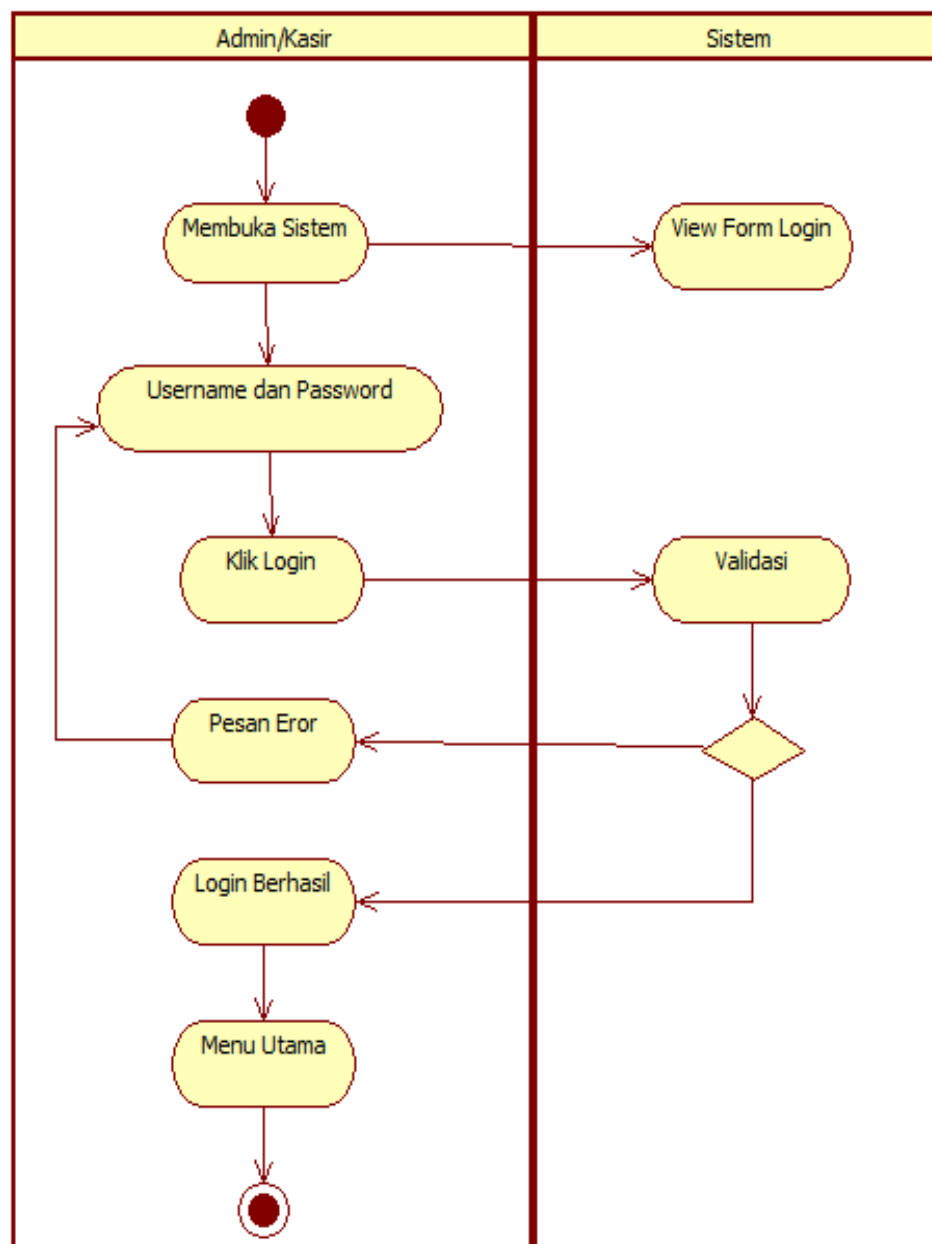 Admin/Kasir
Sistem
Membuka Sistem
View Form Login
Username dan Password
Klik Login
Validasi
Pesan Eror
Login Berhasil
Menu Utama